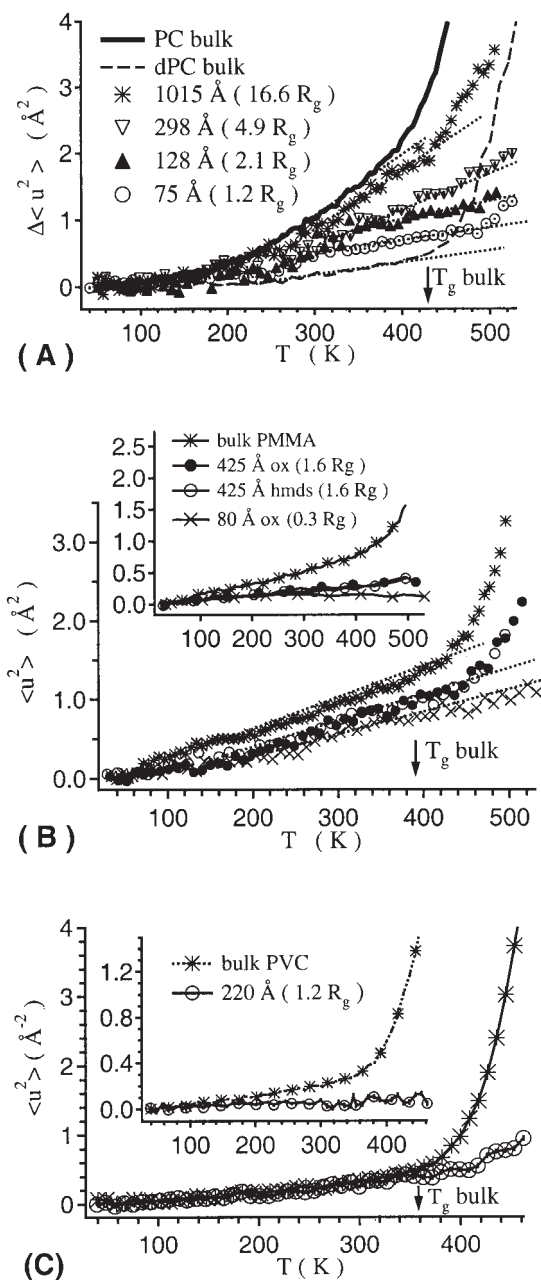 4
3
2
1
0
Δ<u²> (Å²)
PC bulk
dPC bulk
1015 Å ( 16.6 Rg )
298 Å ( 4.9 Rg )
128 Å ( 2.1 Rg )
75 Å ( 1.2 Rg )
Tg bulk
100 200 300 400 500
T (K)
(A)
2.5
2.0
1.5
1.0
0.5
0.0
bulk PMMA
425 Å ox (1.6 Rg)
425 Å hmds (1.6 Rg)
80 Å ox (0.3 Rg)
100 200 300 400 500
3.0
2.0
1.0
0.0
<u²> (Å²)
Tg bulk
100 200 300 400 500
T (K)
(B)
4
3
2
1
0
<u²> (Å⁻²)
1.2
0.8
0.4
0.0
bulk PVC
220 Å ( 1.2 Rg )
100 200 300 400
Tg bulk
100 200 300 400
T (K)
(C)